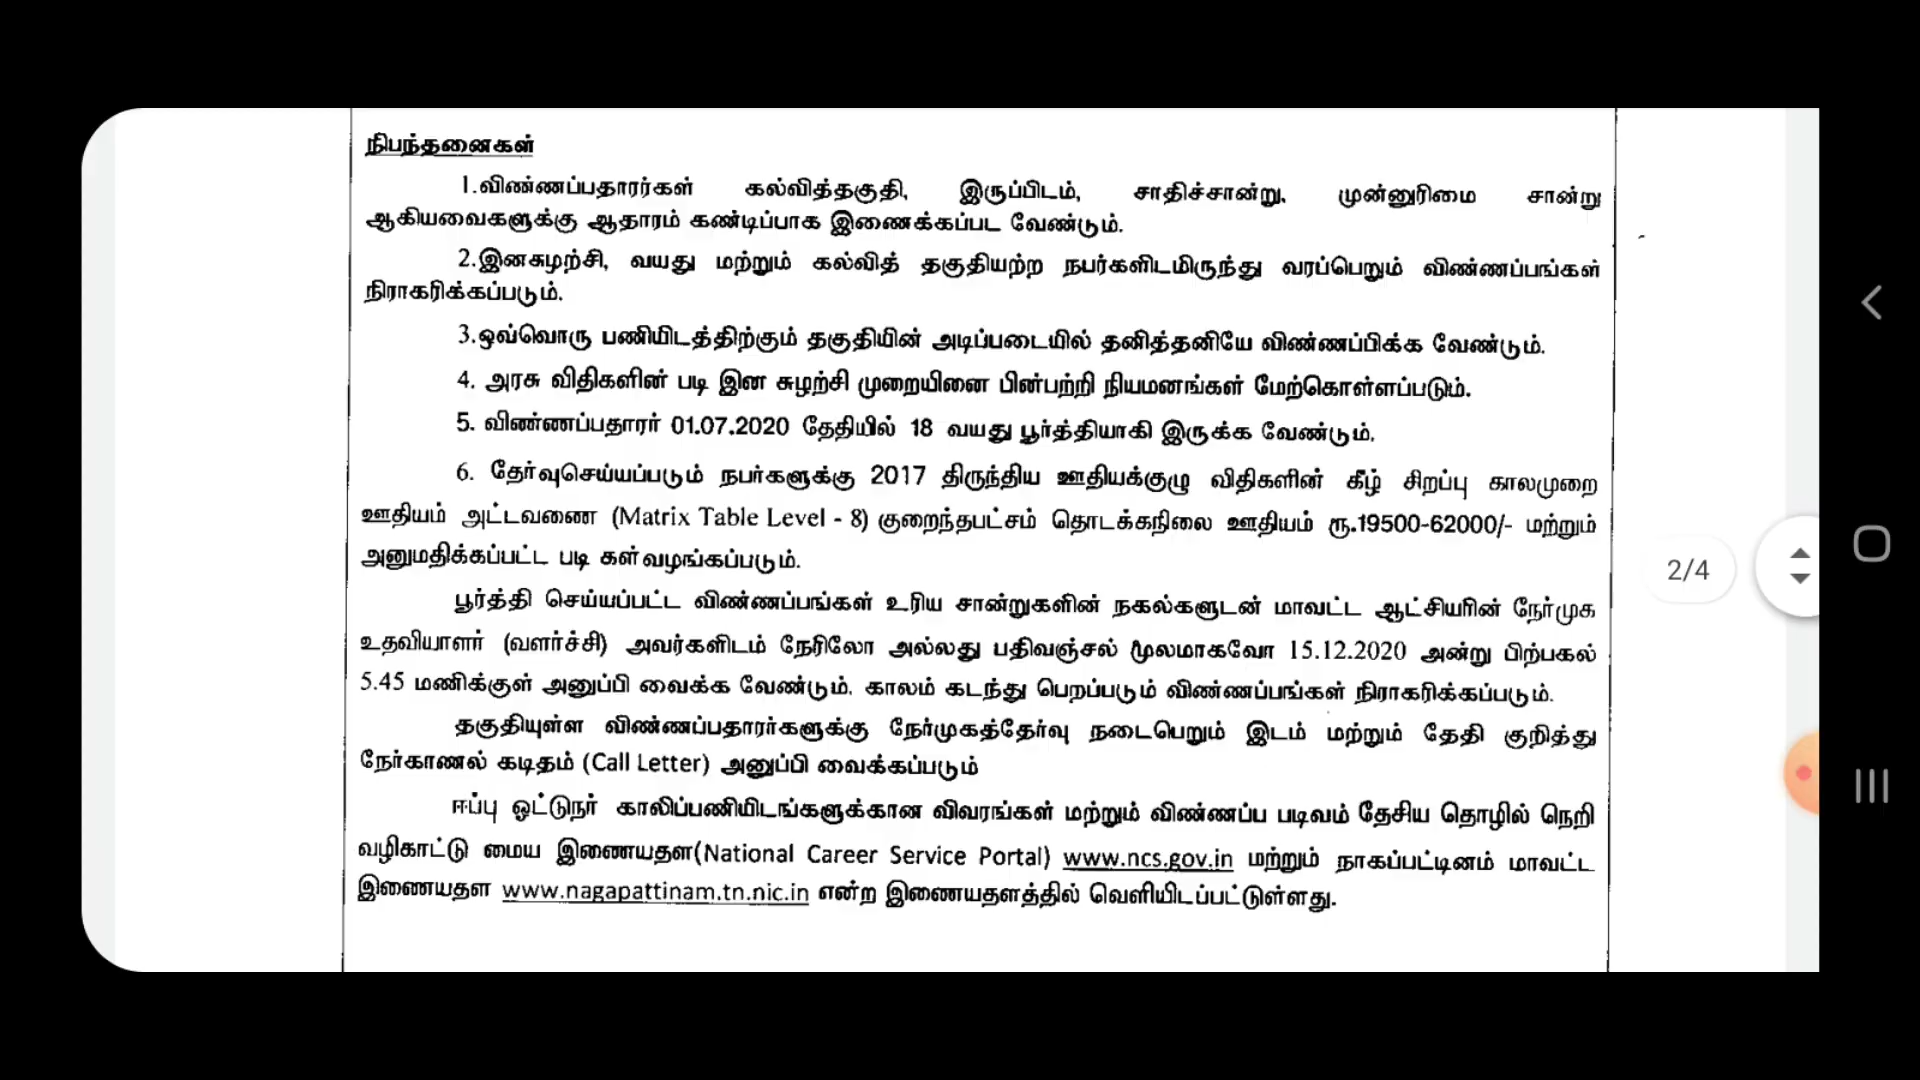 நிபந்தனைகள்
1.விண்ணப்பதாரர்கள் கல்வித்தகுதி, இருப்பிடம், சாதிச்சான்று, முன்னுரிமை சான்று
ஆகியவைகளுக்கு ஆதாரம் கண்டிப்பாக இணைக்கப்பட வேண்டும்.
2.இனசுழற்சி, வயது மற்றும் கல்வித் தகுதியற்ற நபர்களிடமிருந்து வரப்பெறும் விண்ணப்பங்கள்
நிராகரிக்கப்படும்.
3.ஒவ்வொரு பணியிடத்திற்கும் தகுதியின் அடிப்படையில் தனித்தனியே விண்ணப்பிக்க வேண்டும்.
4. அரசு விதிகளின் படி இன சுழற்சி முறையினை பின்பற்றி நியமனங்கள் மேற்கொள்ளப்படும்.
5. விண்ணப்பதாரர் 01.07.2020 தேதியில் 18 வயது பூர்த்தியாகி இருக்க வேண்டும்.
6. தேர்வுசெய்யப்படும் நபர்களுக்கு 2017 திருந்திய ஊதியக்குழு விதிகளின் கீழ் சிறப்பு காலமுறை
ஊதியம் அட்டவணை (Matrix Table Level - 8) குறைந்தபட்சம் தொடக்கநிலை ஊதியம் ரூ.19500-62000/- மற்றும்
அனுமதிக்கப்பட்ட படி கள்வழங்கப்படும்.
பூர்த்தி செய்யப்பட்ட விண்ணப்பங்கள் உரிய சான்றுகளின் நகல்களுடன் மாவட்ட ஆட்சியரின் நேர்முக
உதவியாளர் (வளர்ச்சி) அவர்களிடம் நேரிலோ அல்லது பதிவஞ்சல் மூலமாகவோ 15.12.2020 அன்று பிற்பகல்
5.45 மணிக்குள் அனுப்பி வைக்க வேண்டும். காலம் கடந்து பெறப்படும் விண்ணப்பங்கள் நிராகரிக்கப்படும்.
தகுதியுள்ள விண்ணப்பதாரர்களுக்கு நேர்முகத்தேர்வு நடைபெறும் இடம் மற்றும் தேதி குறித்து
நேர்காணல் கடிதம் (Call Letter) அனுப்பி வைக்கப்படும்
ஈப்பு ஓட்டுநர் காலிப்பணியிடங்களுக்கான விவரங்கள் மற்றும் விண்ணப்ப படிவம் தேசிய தொழில் நெறி
வழிகாட்டு மைய இணையதள(National Career Service Portal) www.ncs.gov.in மற்றும் நாகப்பட்டினம் மாவட்ட
இணையதள www.nagapattinam.tn.nic.in என்ற இணையதளத்தில் வெளியிடப்பட்டுள்ளது.
2/4